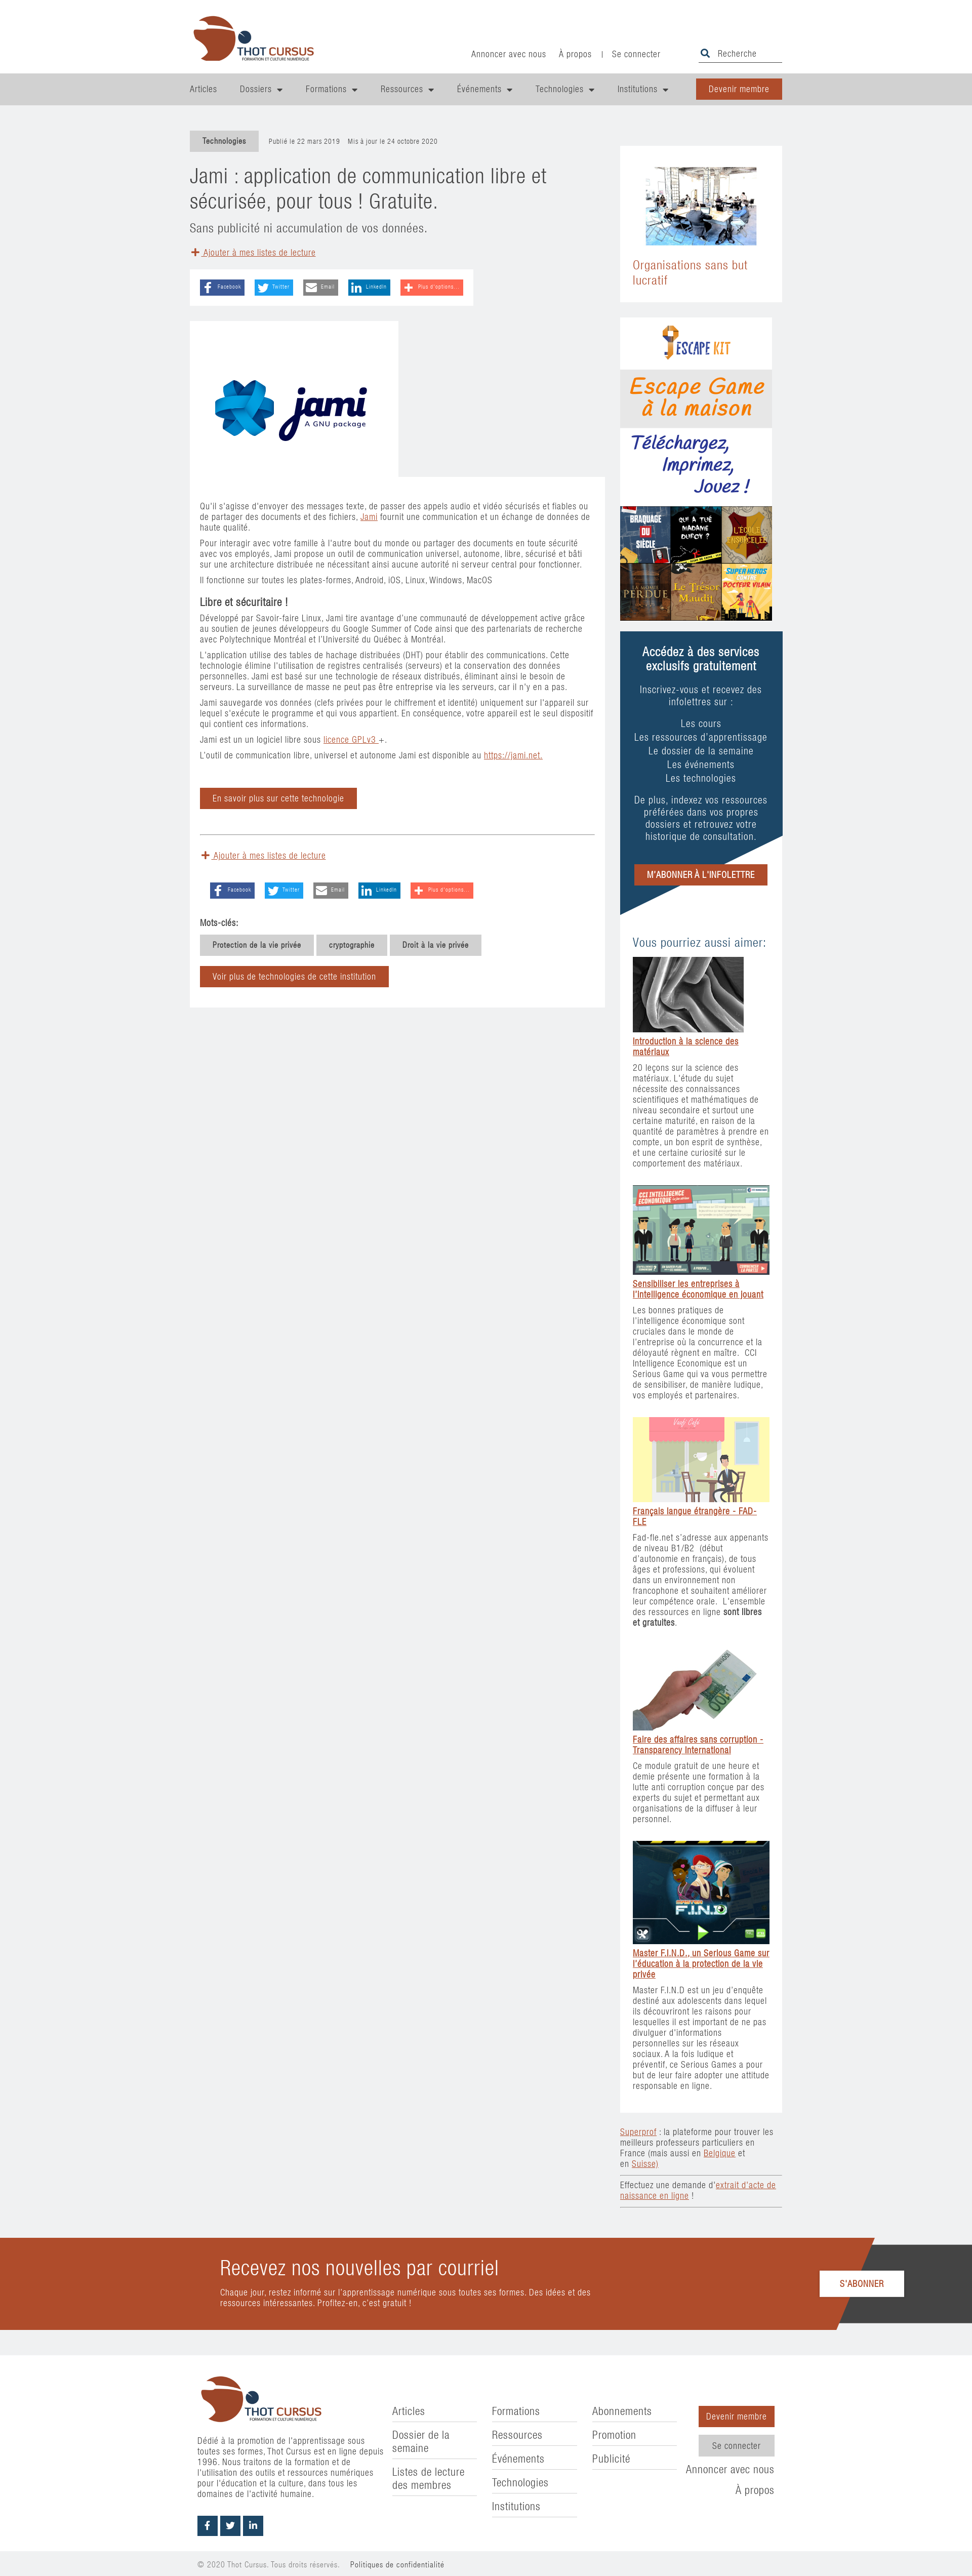 THOT CURSUS
FORMATION ET CULTURE NUMÉRIQUE
Annoncer avec nous
À propos
|
Se connecter
Recherche
Articles
Dossiers
Formations
Ressources
Événements
Technologies
Institutions
Devenir membre
Technologies
Publié le 22 mars 2019
Mis à jour le 24 octobre 2020
Jami : application de communication libre et
sécurisée, pour tous ! Gratuite.
Sans publicité ni accumulation de vos données.
Ajouter à mes listes de lecture
Facebook
Twitter
Email
LinkedIn
Plus d'options...
jami
A GNU package
Qu'il s'agisse d'envoyer des messages texte, de passer des appels audio et vidéo sécurisés et fiables ou
de partager des documents et des fichiers, Jami fournit une communication et un échange de données de
haute qualité.
Pour interagir avec votre famille à l'autre bout du monde ou partager des documents en toute sécurité
avec vos employés, Jami propose un outil de communication universel, autonome, libre, sécurisé et bâti
sur une architecture distribuée ne nécessitant ainsi aucune autorité ni serveur central pour fonctionner.
Il fonctionne sur toutes les plates-formes, Android, iOS, Linux, Windows, MacOS
Libre et sécuritaire !
Développé par Savoir-faire Linux, Jami tire avantage d'une communauté de développement active grâce
au soutien de jeunes développeurs du Google Summer of Code ainsi que des partenariats de recherche
avec Polytechnique Montréal et l'Université du Québec à Montréal.
L'application utilise des tables de hachage distribuées (DHT) pour établir des communications. Cette
technologie élimine l'utilisation de registres centralisés (serveurs) et la conservation des données
personnelles. Jami est basé sur une technologie de réseaux distribués, éliminant ainsi le besoin de
serveurs. La surveillance de masse ne peut pas être entreprise via les serveurs, car il n'y en a pas.
Jami sauvegarde vos données (clefs privées pour le chiffrement et identité) uniquement sur l'appareil sur
lequel s'exécute le programme et qui vous appartient. En conséquence, votre appareil est le seul dispositif
qui contient ces informations.
Jami est un un logiciel libre sous licence GPLv3 +.
L'outil de communication libre, universel et autonome Jami est disponible au https://jami.net.
En savoir plus sur cette technologie
Ajouter à mes listes de lecture
Facebook
Twitter
Email
LinkedIn
Plus d'options...
Mots-clés:
Protection de la vie privée
cryptographie
Droit à la vie privée
Voir plus de technologies de cette institution
Organisations sans but
lucratif
ESCAPE KIT
Escape Game
à la maison
Téléchargez,
Imprimez,
Jouez !
BRAQUAGE
DU
SIÈCLE
QUI A TUÉ
MADAME
DUFOY ?
L'ÉCOLE
PERDUE
Le Trésor
Maudit
SUPER-HEROS
CONTRE
DOCTEUR VILAIN
Accédez à des services
exclusifs gratuitement
Inscrivez-vous et recevez des
infolettres sur :
Les cours
Les ressources d'apprentissage
Le dossier de la semaine
Les événements
Les technologies
De plus, indexez vos ressources
préférées dans vos propres
dossiers et retrouvez votre
historique de consultation.
M'ABONNER À L'INFOLETTRE
Vous pourriez aussi aimer:
Introduction à la science des
matériaux
20 leçons sur la science des
matériaux. L'étude du sujet
nécessite des connaissances
scientifiques et mathématiques de
niveau secondaire et surtout une
certaine maturité, en raison de la
quantité de paramètres à prendre en
compte, un bon esprit de synthèse,
et une certaine curiosité sur le
comportement des matériaux.
CCI INTELLIGENCE
ÉCONOMIQUE
Sensibiliser les entreprises à
l'intelligence économique en jouant
Les bonnes pratiques de
l'intelligence économique sont
cruciales dans le monde de
l'entreprise où la concurrence et la
déloyauté règnent en maître. CCI
Intelligence Economique est un
Serious Game qui va vous permettre
de sensibiliser, de manière ludique,
vos employés et partenaires.
Français langue étrangère - FAD-
FLE
Fad-fle.net s'adresse aux appenants
de niveau B1/B2 (début
d'autonomie en français), de tous
âges et professions, qui évoluent
dans un environnement non
francophone et souhaitent améliorer
leur compétence orale. L'ensemble
des ressources en ligne sont libres
et gratuites.
Faire des affaires sans corruption -
Transparency International
Ce module gratuit de une heure et
demie présente une formation à la
lutte anti corruption conçue par des
experts du sujet et permettant aux
organisations de la diffuser à leur
personnel.
F.I.N.D
Master F.I.N.D., un Serious Game sur
l'éducation à la protection de la vie
privée
Master F.I.N.D est un jeu d'enquête
destiné aux adolescents dans lequel
ils découvriront les raisons pour
lesquelles il est important de ne pas
divulguer d'informations
personnelles sur les réseaux
sociaux. A la fois ludique et
préventif, ce Serious Games a pour
but de leur faire adopter une attitude
responsable en ligne.
Superprof : la plateforme pour trouver les
meilleurs professeurs particuliers en
France (mais aussi en Belgique et
en Suisse)
Effectuez une demande d'extrait d'acte de
naissance en ligne !
Recevez nos nouvelles par courriel
Chaque jour, restez informé sur l'apprentissage numérique sous toutes ses formes. Des idées et des
ressources intéressantes. Profitez-en, c'est gratuit !
S'ABONNER
THOT CURSUS
FORMATION ET CULTURE NUMÉRIQUE
Dédié à la promotion de l'apprentissage sous
toutes ses formes, Thot Cursus est en ligne depuis
1996. Nous traitons de la formation et de
l'utilisation des outils et ressources numériques
pour l'éducation et la culture, dans tous les
domaines de l'activité humaine.
Articles
Dossier de la
semaine
Listes de lecture
des membres
Formations
Ressources
Événements
Technologies
Institutions
Abonnements
Promotion
Publicité
Devenir membre
Se connecter
Annoncer avec nous
À propos
© 2020 Thot Cursus. Tous droits réservés.
Politiques de confidentialité